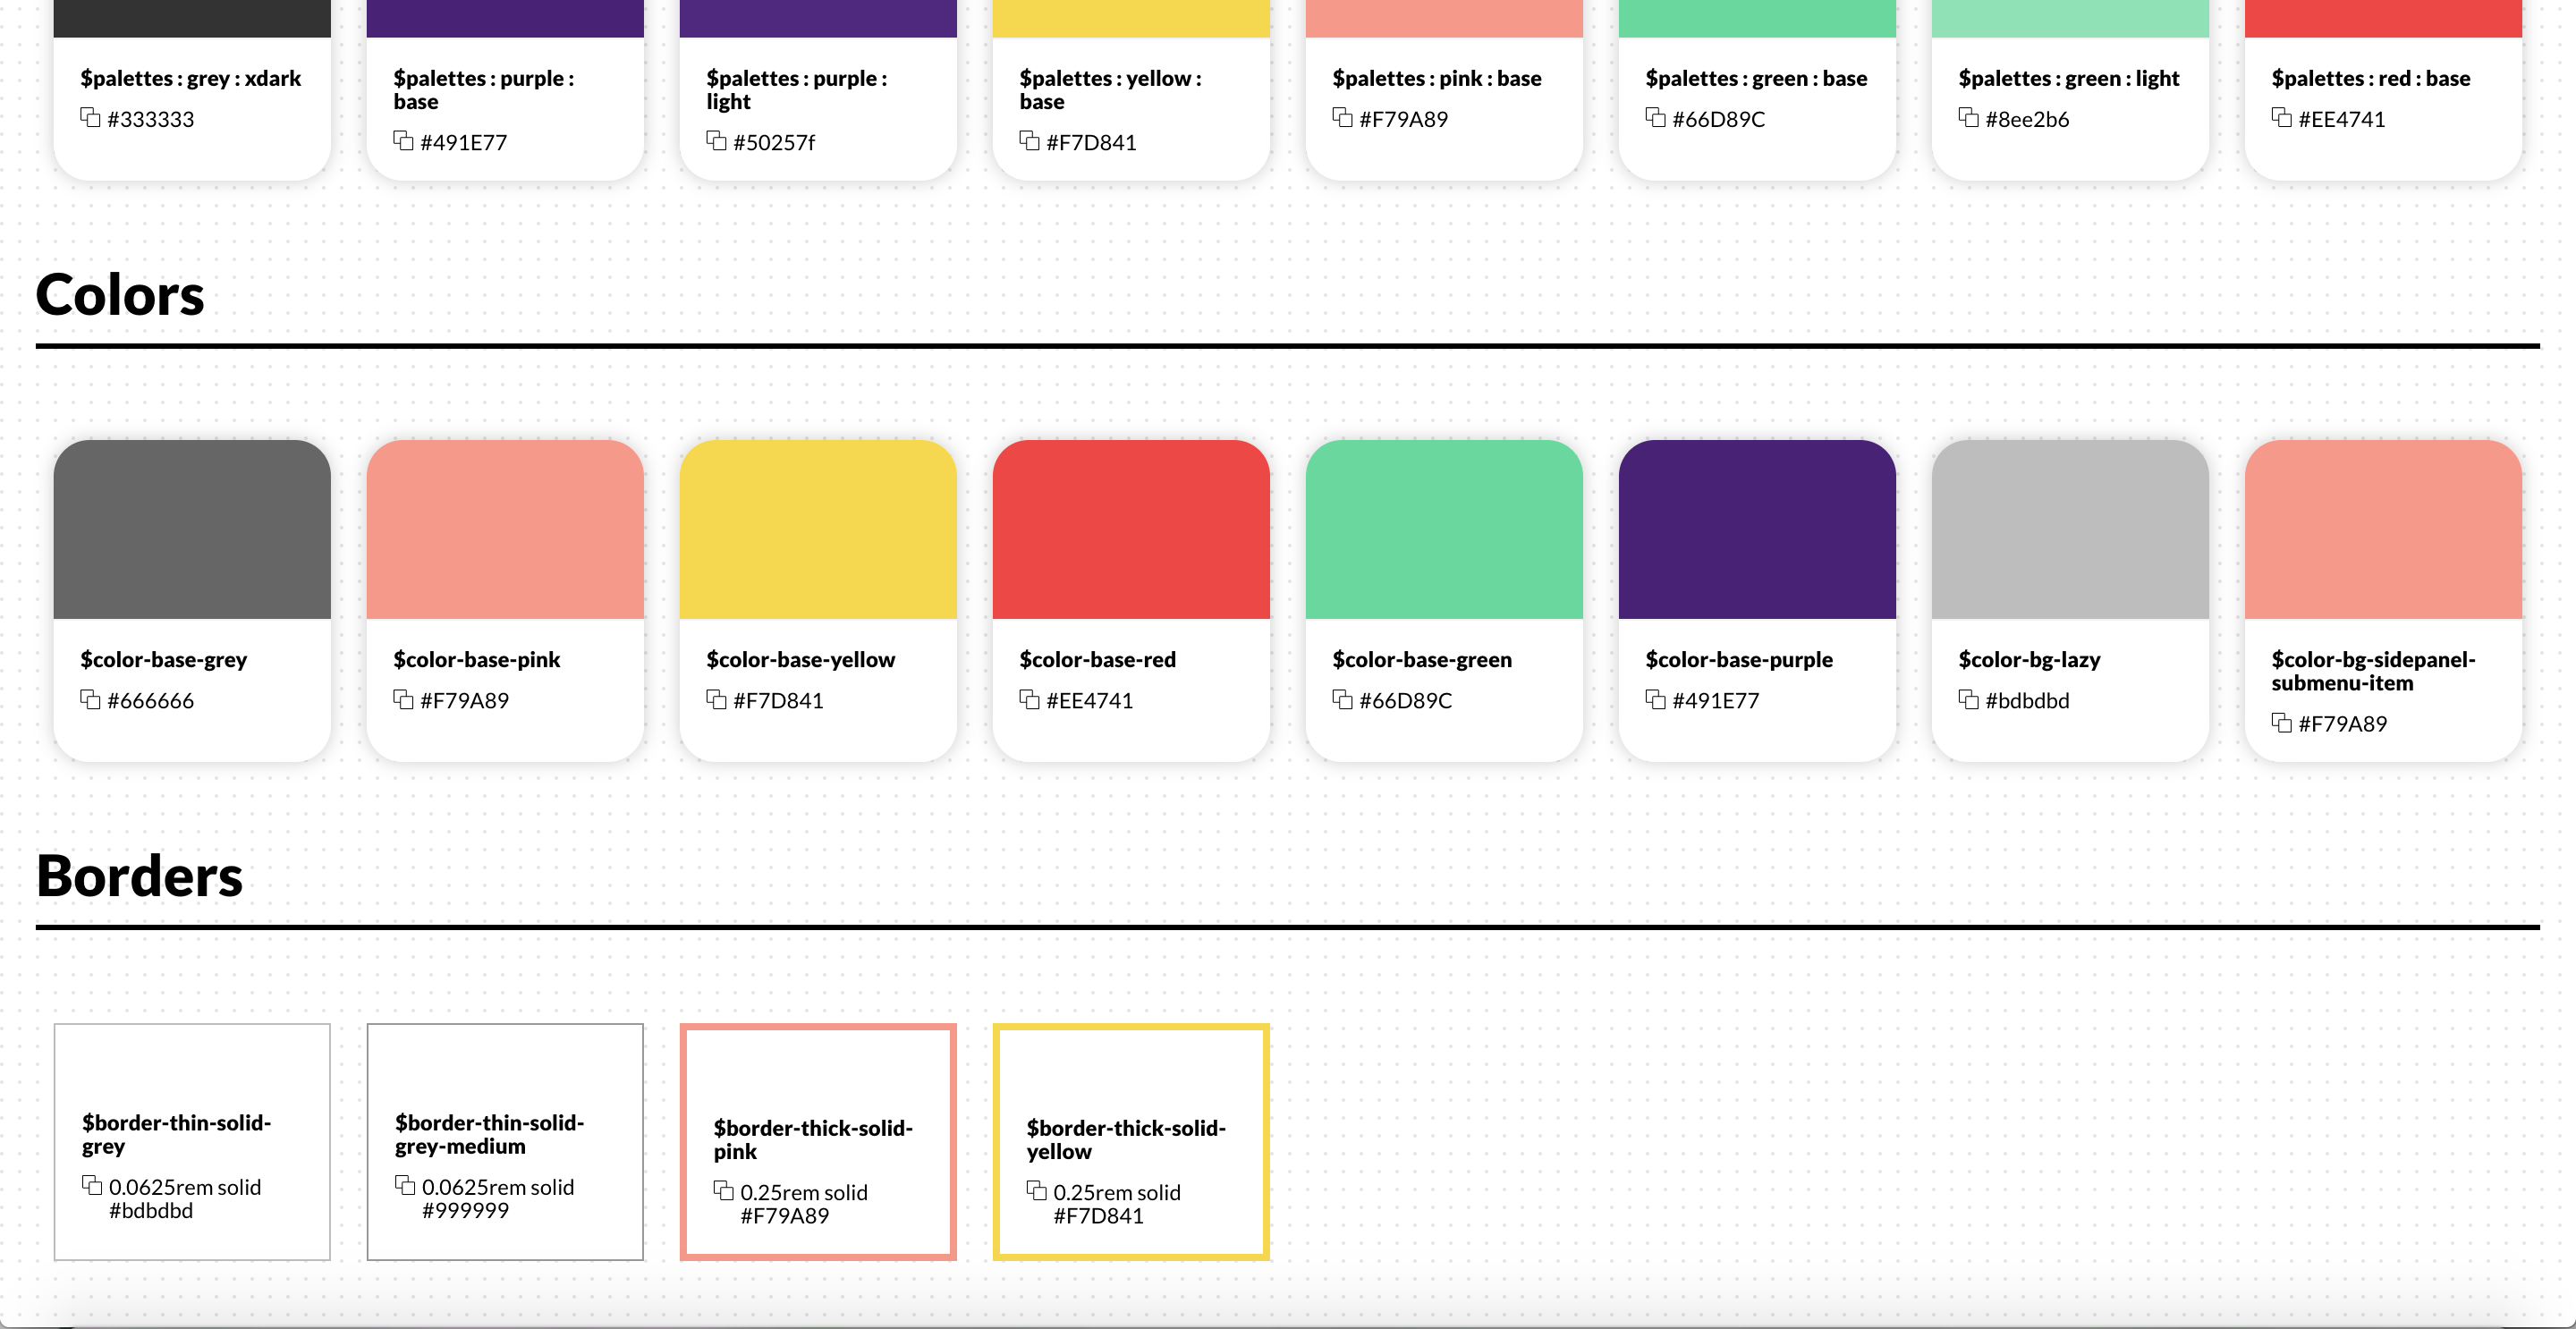 $palettes : grey : xdark
#333333
$palettes : purple :
base
#491E77
$palettes : purple :
light
#50257f
$palettes : yellow :
base
#F7D841
$palettes : pink : base
#F79A89
$palettes : green : base
#66D89C
$palettes : green : light
#8ee2b6
$palettes : red : base
#EE4741
Colors
$color-base-grey
#666666
$color-base-pink
#F79A89
$color-base-yellow
#F7D841
$color-base-red
#EE4741
$color-base-green
#66D89C
$color-base-purple
#491E77
$color-bg-lazy
#bdbdbd
$color-bg-sidepanel-
submenu-item
#F79A89
Borders
$border-thin-solid-
grey
0.0625rem solid
#bdbdbd
$border-thin-solid-
grey-medium
0.0625rem solid
#999999
$border-thick-solid-
pink
0.25rem solid
#F79A89
$border-thick-solid-
yellow
0.25rem solid
#F7D841